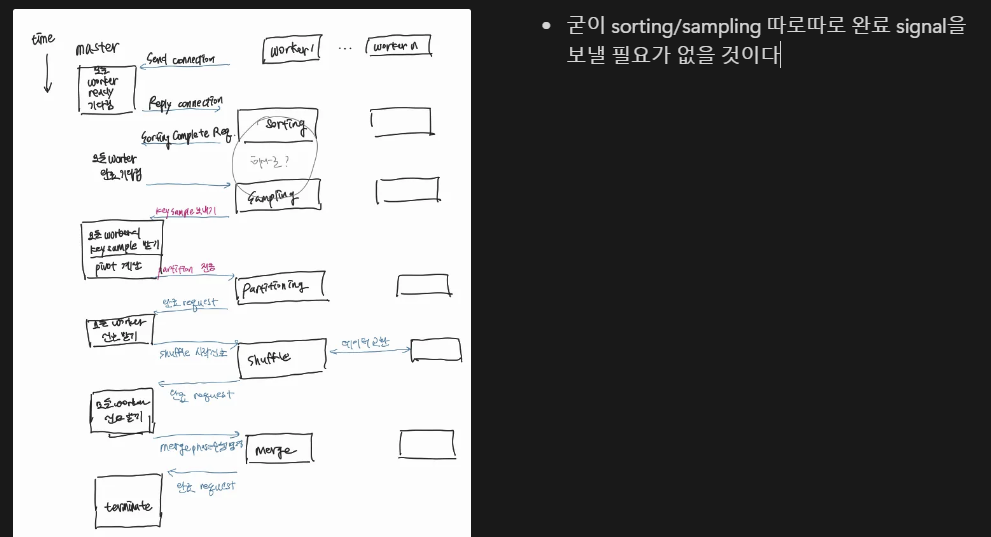 time
master
worker1 ... worker n
Send connection
모든
worker
ready
기다림
Reply connection
Sorting
Sorting Complete Req.
하나로?
모든 worker
완료 기다림
Sampling
key sample 보내기
모든 worker의
key sample 받기
pivot 계산
partition 전송
partitioning
완료 request
모든 worker
신호 받기
shuffle 시작신호
shuffle
데이터 교환
완료 request
모든 worker
신호 받기
merge
완료 request
terminate
• 굳이 sorting/sampling 따로따로 완료 signal을
보낼 필요가 없을 것이다